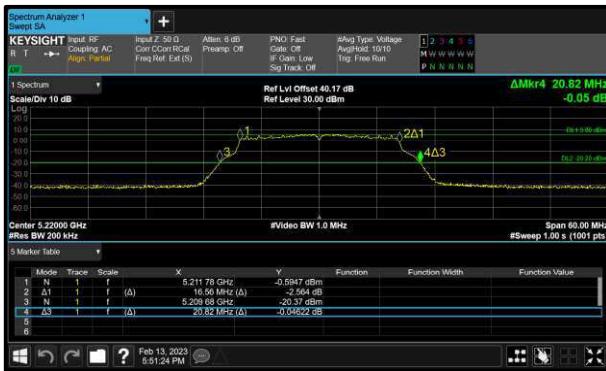 Spectrum Analyzer 1
Swept SA
+
KEYSIGHT
R T
Input: RF
Coupling: AC
Align: Partial
Input Z: 50 Ω
Corr CCorr RCal
Freq Ref: Ext (S)
Atten: 6 dB
Preamp: Off
PNO: Fast
Gate: Off
IF Gain: Low
Sig Track: Off
#Avg Type: Voltage
Avg|Hold: 10/10
Trig: Free Run
1 2 3 4 5 6
M W W W W W
P N N N N N
1 Spectrum
Scale/Div 10 dB
Ref Lvl Offset 40.17 dB
Ref Level 30.00 dBm
ΔMkr4 20.82 MHz
-0.05 dB
Log
20.0
10.0
0.00
-10.0
-20.0
-30.0
-40.0
-50.0
-60.0
1
2Δ1
3
4Δ3
DL2 -20.20 dBm
Center 5.22000 GHz
#Res BW 200 kHz
#Video BW 1.0 MHz
Span 60.00 MHz
#Sweep 1.00 s (1001 pts)
5 Marker Table
Mode Trace Scale X Y Function Function Width Function Value
1 N 1 f 5.211 78 GHz -0.5947 dBm
2 Δ1 1 f (Δ) 16.56 MHz (Δ) -2.564 dB
3 N 1 f 5.209 68 GHz -20.37 dBm
4 Δ3 1 f (Δ) 20.82 MHz (Δ) -0.04622 dB
5
6
?
Feb 13, 2023
5:51:24 PM